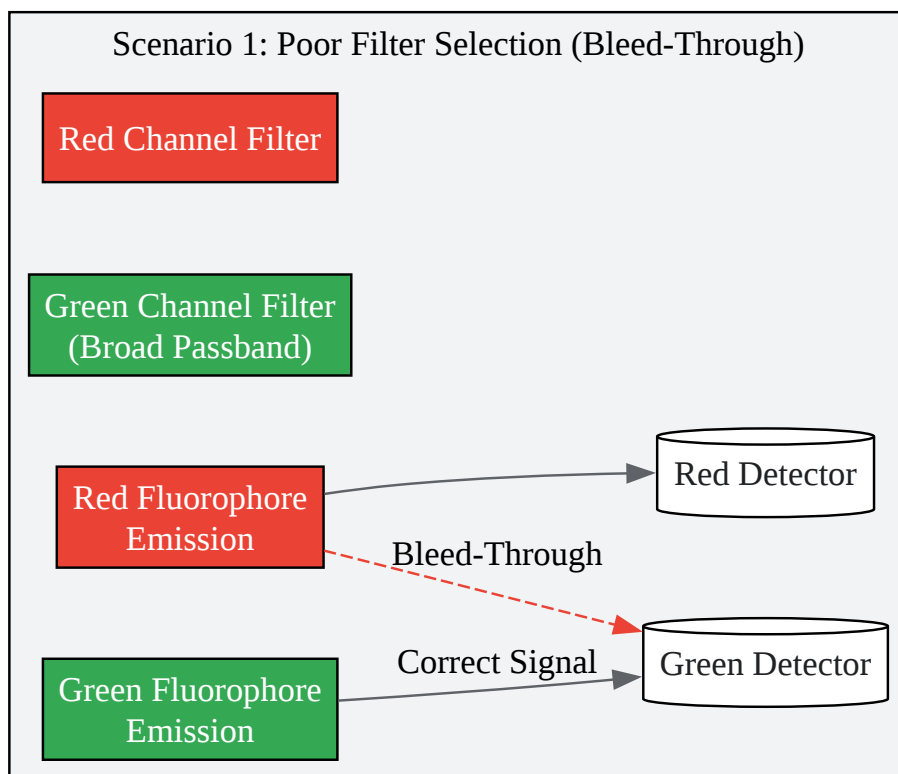 Scenario 1: Poor Filter Selection (Bleed-Through)
Red Channel Filter
Green Channel Filter
(Broad Passband)
Red Fluorophore
Emission
Red Detector
Bleed-Through
Correct Signal
Green Detector
Green Fluorophore
Emission